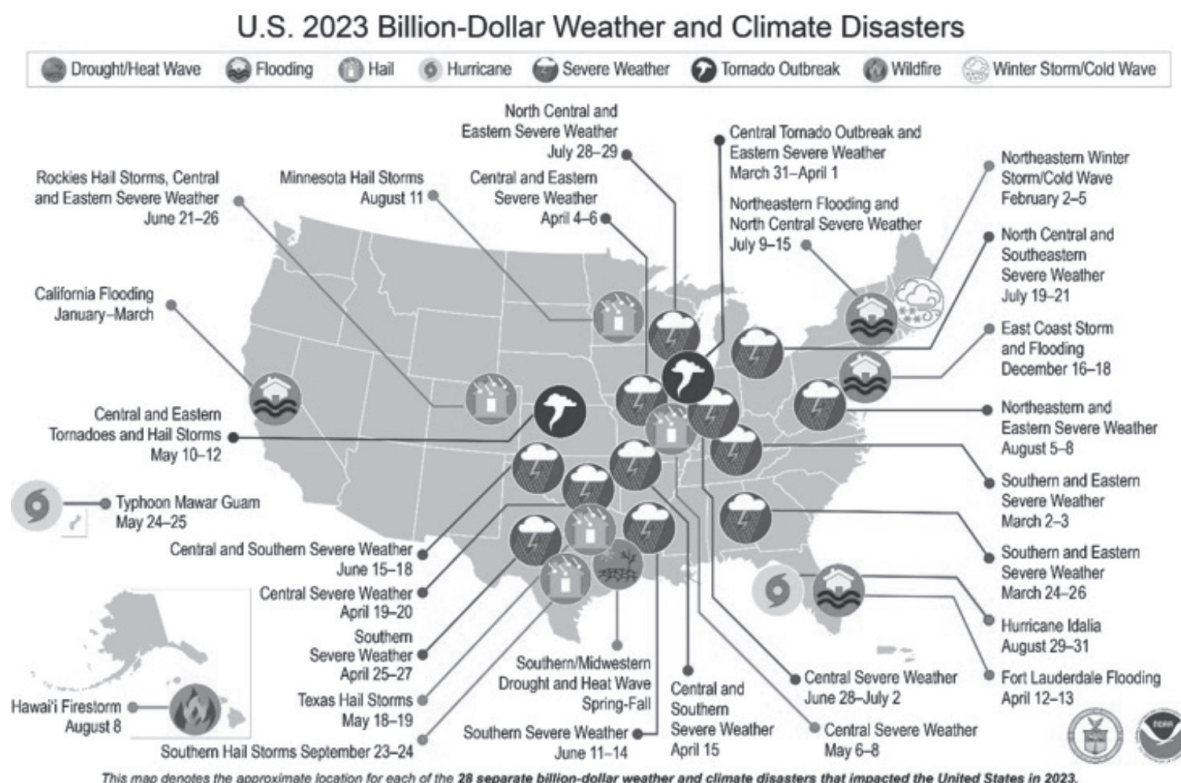 U.S. 2023 Billion-Dollar Weather and Climate Disasters
Drought/Heat Wave Flooding Hail Hurricane Severe Weather Tornado Outbreak Wildfire Winter Storm/Cold Wave
North Central and
Eastern Severe Weather
July 28–29
Central Tornado Outbreak and
Eastern Severe Weather
March 31–April 1
Northeastern Winter
Storm/Cold Wave
February 2–5
Rockies Hail Storms, Central
and Eastern Severe Weather
June 21–26
Minnesota Hail Storms
August 11
Central and Eastern
Severe Weather
April 4–6
Northeastern Flooding and
North Central Severe Weather
July 9–15
North Central and
Southeastern
Severe Weather
July 19–21
California Flooding
January–March
East Coast Storm
and Flooding
December 16–18
Central and Eastern
Tornadoes and Hail Storms
May 10–12
Northeastern and
Eastern Severe Weather
August 5–8
Typhoon Mawar Guam
May 24–25
Southern and Eastern
Severe Weather
March 2–3
Central and Southern Severe Weather
June 15–18
Southern and Eastern
Severe Weather
March 24–26
Central Severe Weather
April 19–20
Hurricane Idalia
August 29–31
Southern
Severe Weather
April 25–27
Southern/Midwestern
Drought and Heat Wave
Spring-Fall
Central and
Southern
Severe Weather
April 15
Central Severe Weather
June 28–July 2
Fort Lauderdale Flooding
April 12–13
Texas Hail Storms
May 18–19
Hawai'i Firestorm
August 8
Southern Severe Weather
June 11–14
Central Severe Weather
May 6–8
Southern Hail Storms September 23–24
This map denotes the approximate location for each of the 28 separate billion-dollar weather and climate disasters that impacted the United States in 2023.